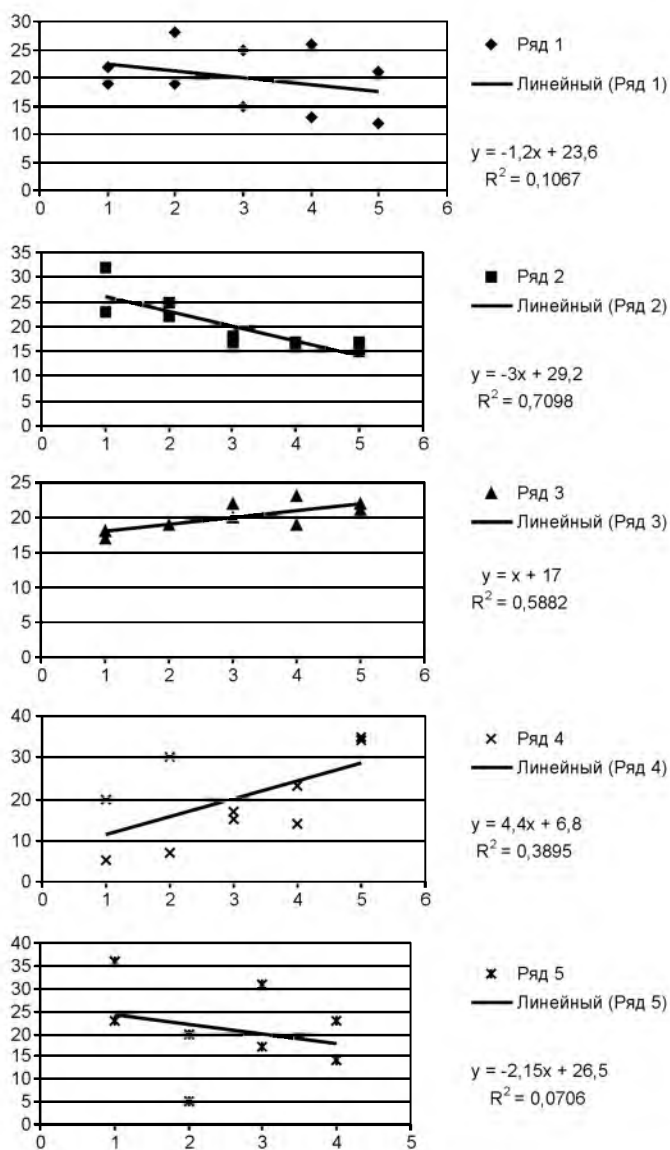 30
25
20
15
10
5
0
0 1 2 3 4 5 6
Ряд 1
Линейный (Ряд 1)
y = -1,2x + 23,6
R² = 0,1067
35
30
25
20
15
10
5
0
0 1 2 3 4 5 6
Ряд 2
Линейный (Ряд 2)
y = -3x + 29,2
R² = 0,7098
25
20
15
10
5
0
0 1 2 3 4 5 6
Ряд 3
Линейный (Ряд 3)
y = x + 17
R² = 0,5882
40
30
20
10
0
0 1 2 3 4 5 6
Ряд 4
Линейный (Ряд 4)
y = 4,4x + 6,8
R² = 0,3895
40
35
30
25
20
15
10
5
0
0 1 2 3 4 5
Ряд 5
Линейный (Ряд 5)
y = -2,15x + 26,5
R² = 0,0706